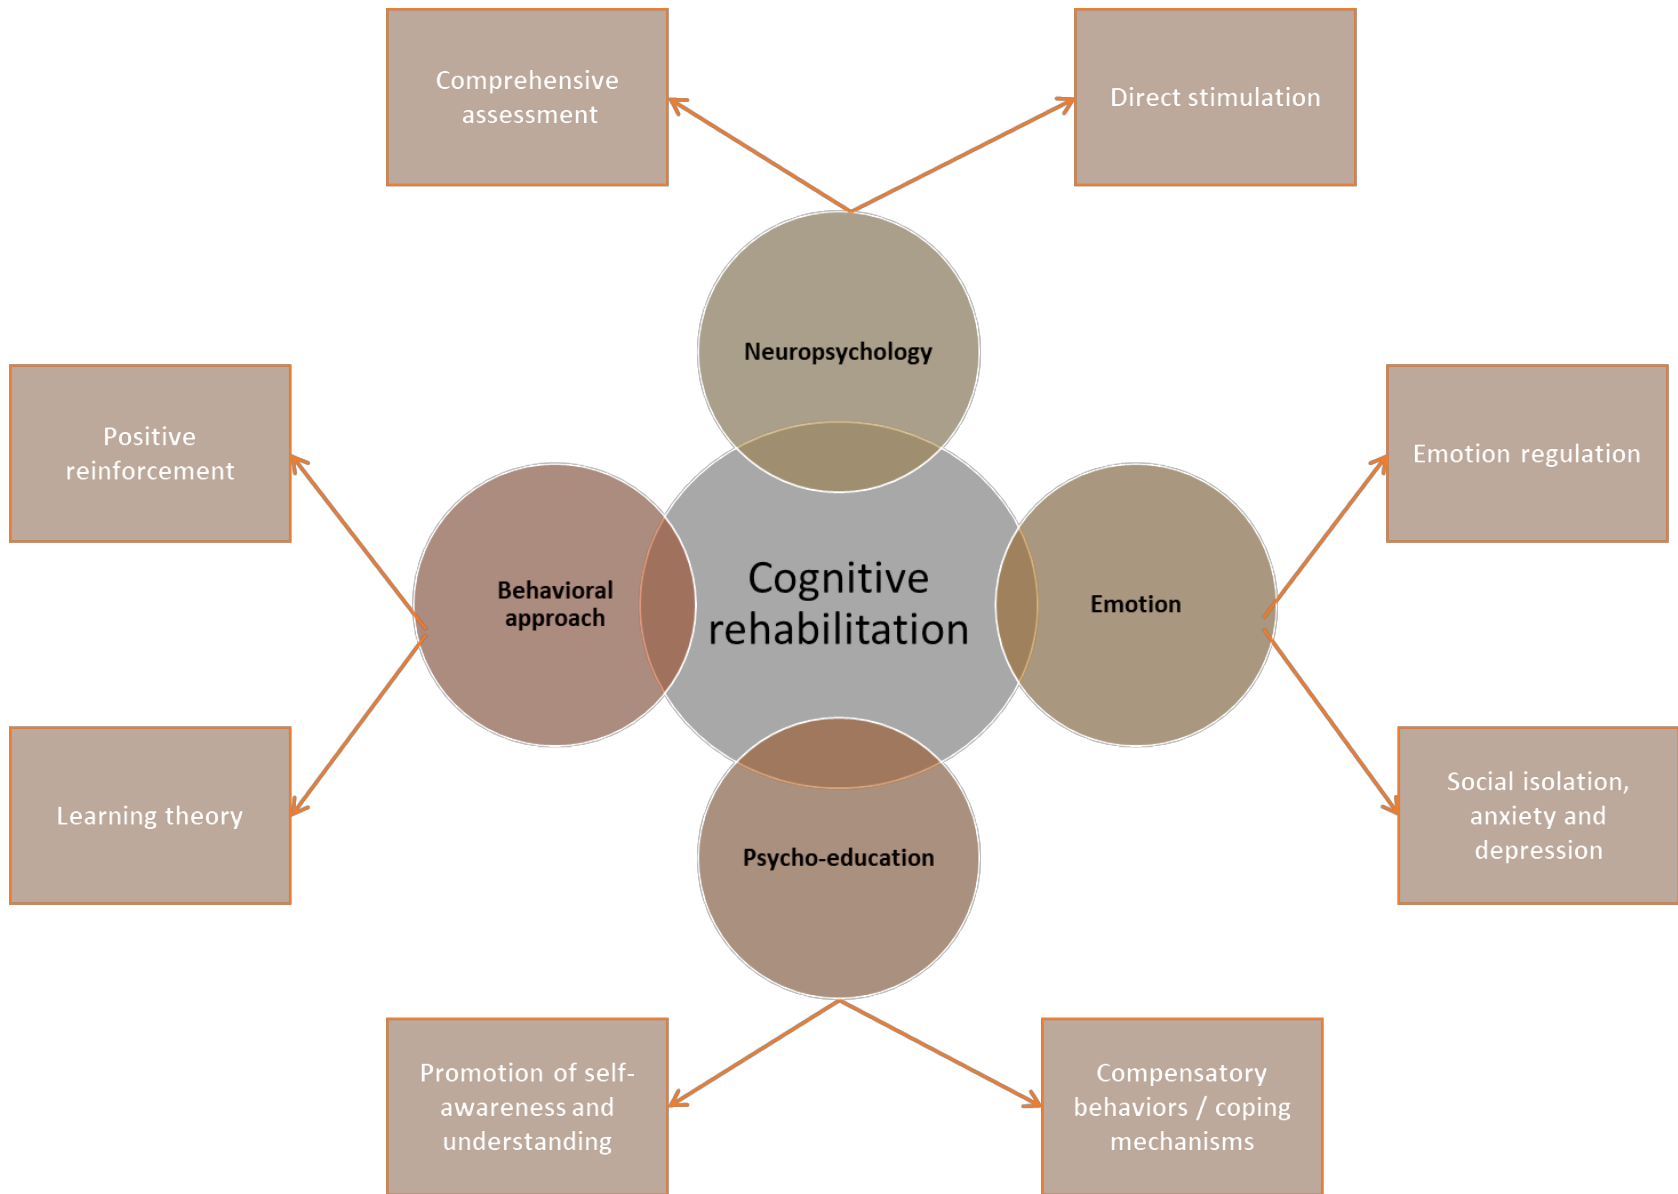 Comprehensive
assessment
Direct stimulation
Neuropsychology
Positive
reinforcement
Emotion regulation
Behavioral
approach
Cognitive
rehabilitation
Emotion
Learning theory
Social isolation,
anxiety and
depression
Psycho-education
Promotion of self-
awareness and
understanding
Compensatory
behaviors / coping
mechanisms